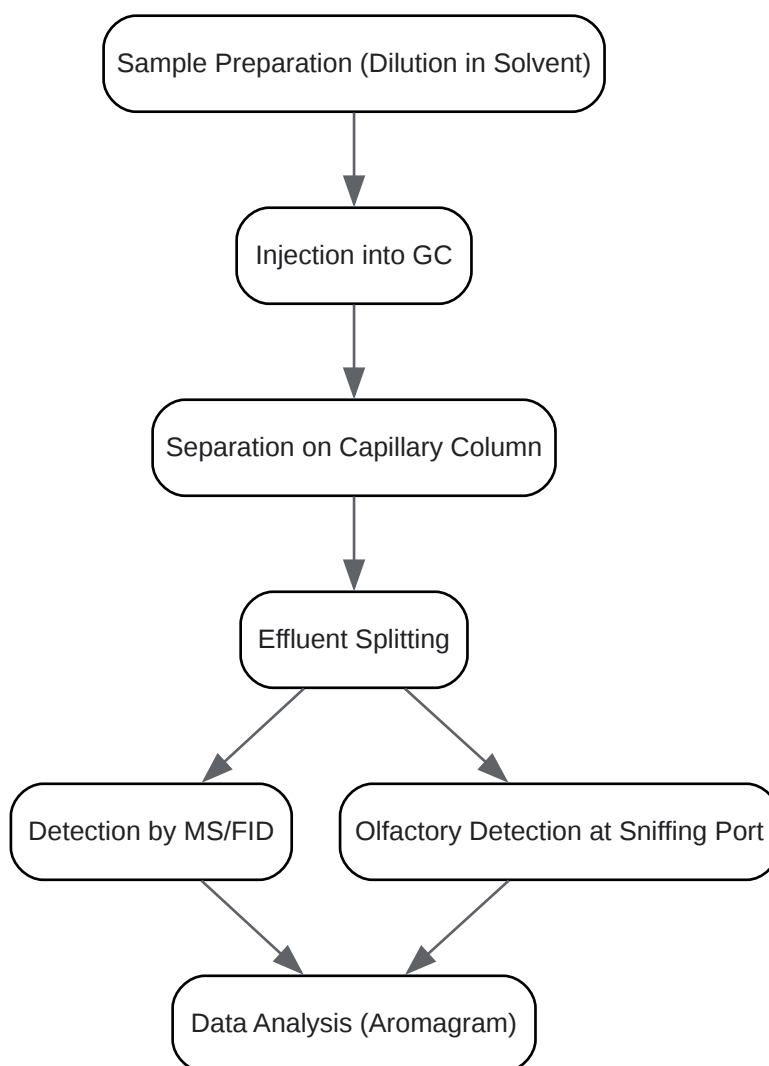 Sample Preparation (Dilution in Solvent)
Injection into GC
Separation on Capillary Column
Effluent Splitting
Detection by MS/FID
Olfactory Detection at Sniffing Port
Data Analysis (Aromagram)